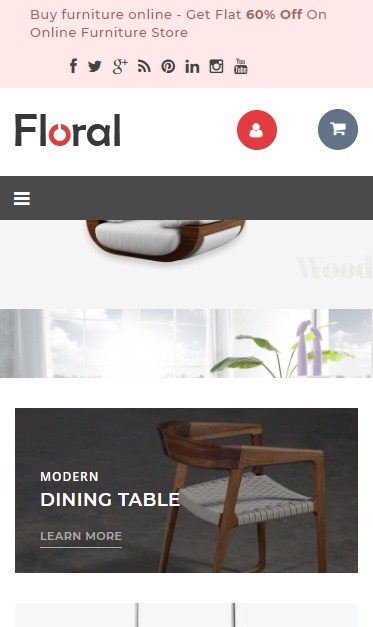 Buy furniture online - Get Flat 60% Off On
Online Furniture Store
You
Tube
Floral
Wood
MODERN
DINING TABLE
LEARN MORE